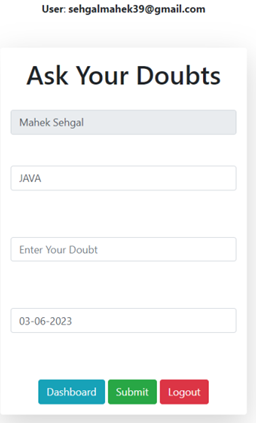 User: sehgalmahek39@gmail.com
Ask Your Doubts
Mahek Sehgal
JAVA
Enter Your Doubt
03-06-2023
Dashboard Submit Logout